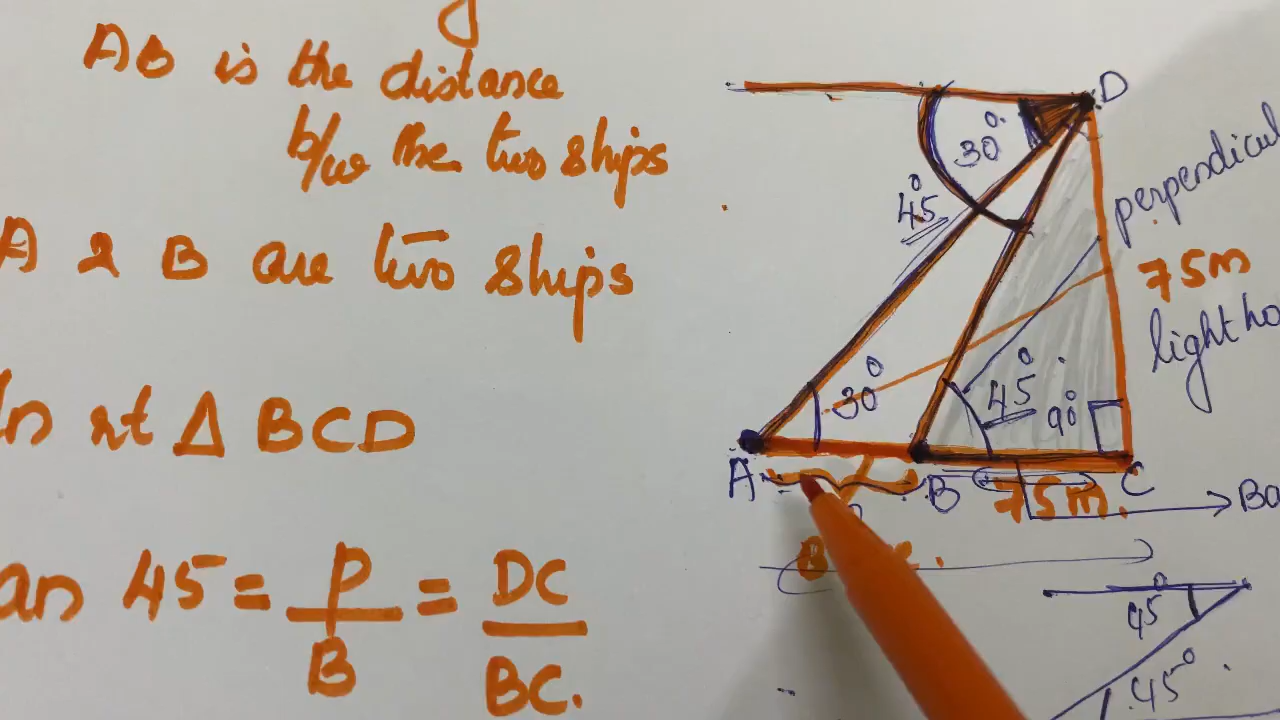 AB is the distance
b/w the two ships
A & B are two ships
In rt Δ BCD
an 45 = P/B = DC/BC.
D
30°
45°
perpendicul
75m
light ho
30°
45°
90°
A
B
75m.
C
Ba
45°
45°